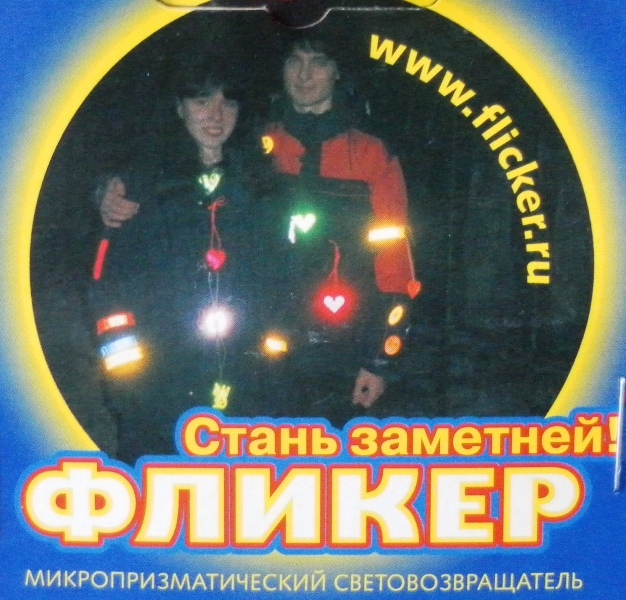 www.flicker.ru
Стань заметней!
ФЛИКЕР
МИКРОПРИЗМАТИЧЕСКИЙ СВЕТОВОЗВРАЩАТЕЛЬ